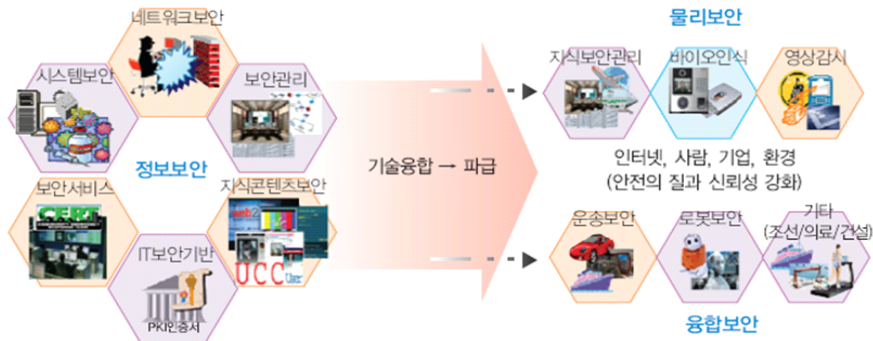 네트워크보안
시스템보안
보안관리
정보보안
보안서비스
CERT
지식콘텐츠보안
web2
UCC
User
IT보안기반
PKI인증서
기술융합 → 파급
물리보안
지식보안관리
바이오인식
영상감시
인터넷, 사람, 기업, 환경
(안전의 질과 신뢰성 강화)
운송보안
로봇보안
기타
(조선/의료/건설)
융합보안